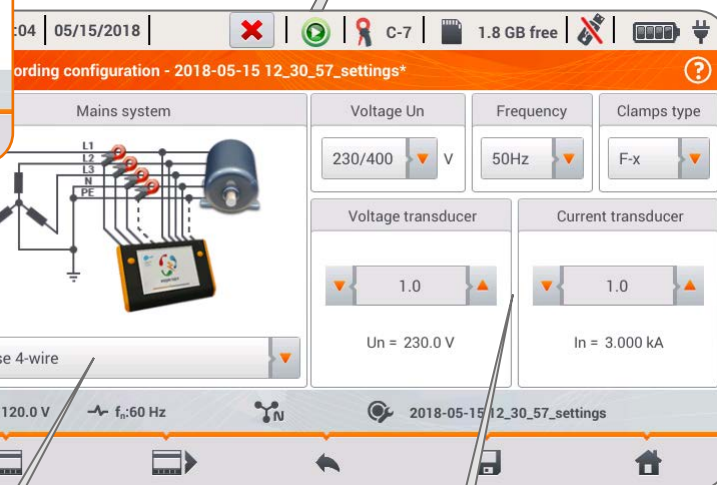 :04 05/15/2018 C-7 1.8 GB free
ording configuration - 2018-05-15 12_30_57_settings* ?
Mains system
L1
L2
L3
N
PE
se 4-wire
Voltage Un
230/400 V
Frequency
50Hz
Clamps type
F-x
Voltage transducer
1.0
Un = 230.0 V
Current transducer
1.0
In = 3.000 kA
120.0 V fn:60 Hz N 2018-05-15 12_30_57_settings